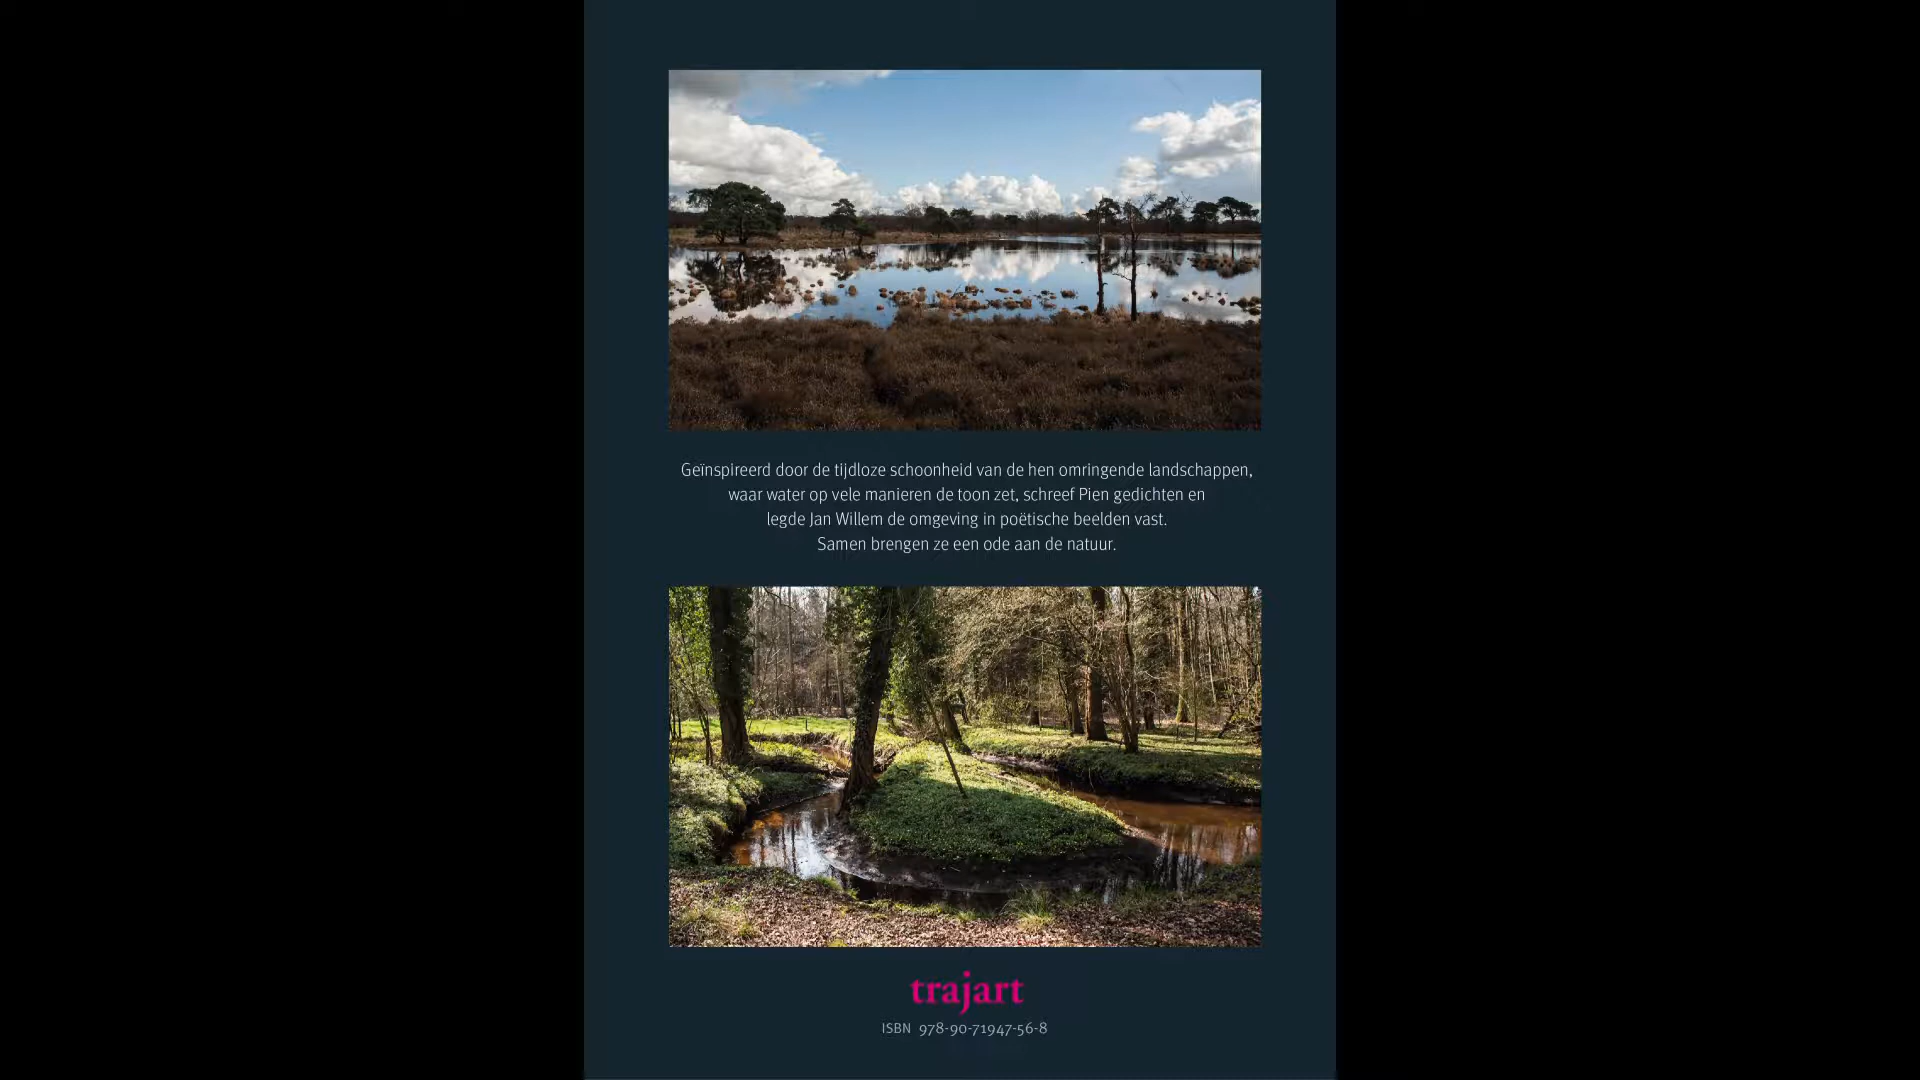 Geïnspireerd door de tijdloze schoonheid van de hen omringende landschappen,
waar water op vele manieren de toon zet, schreef Pien gedichten en
legde Jan Willem de omgeving in poëtische beelden vast.
Samen brengen ze een ode aan de natuur.
trajart
ISBN 978-90-71947-56-8